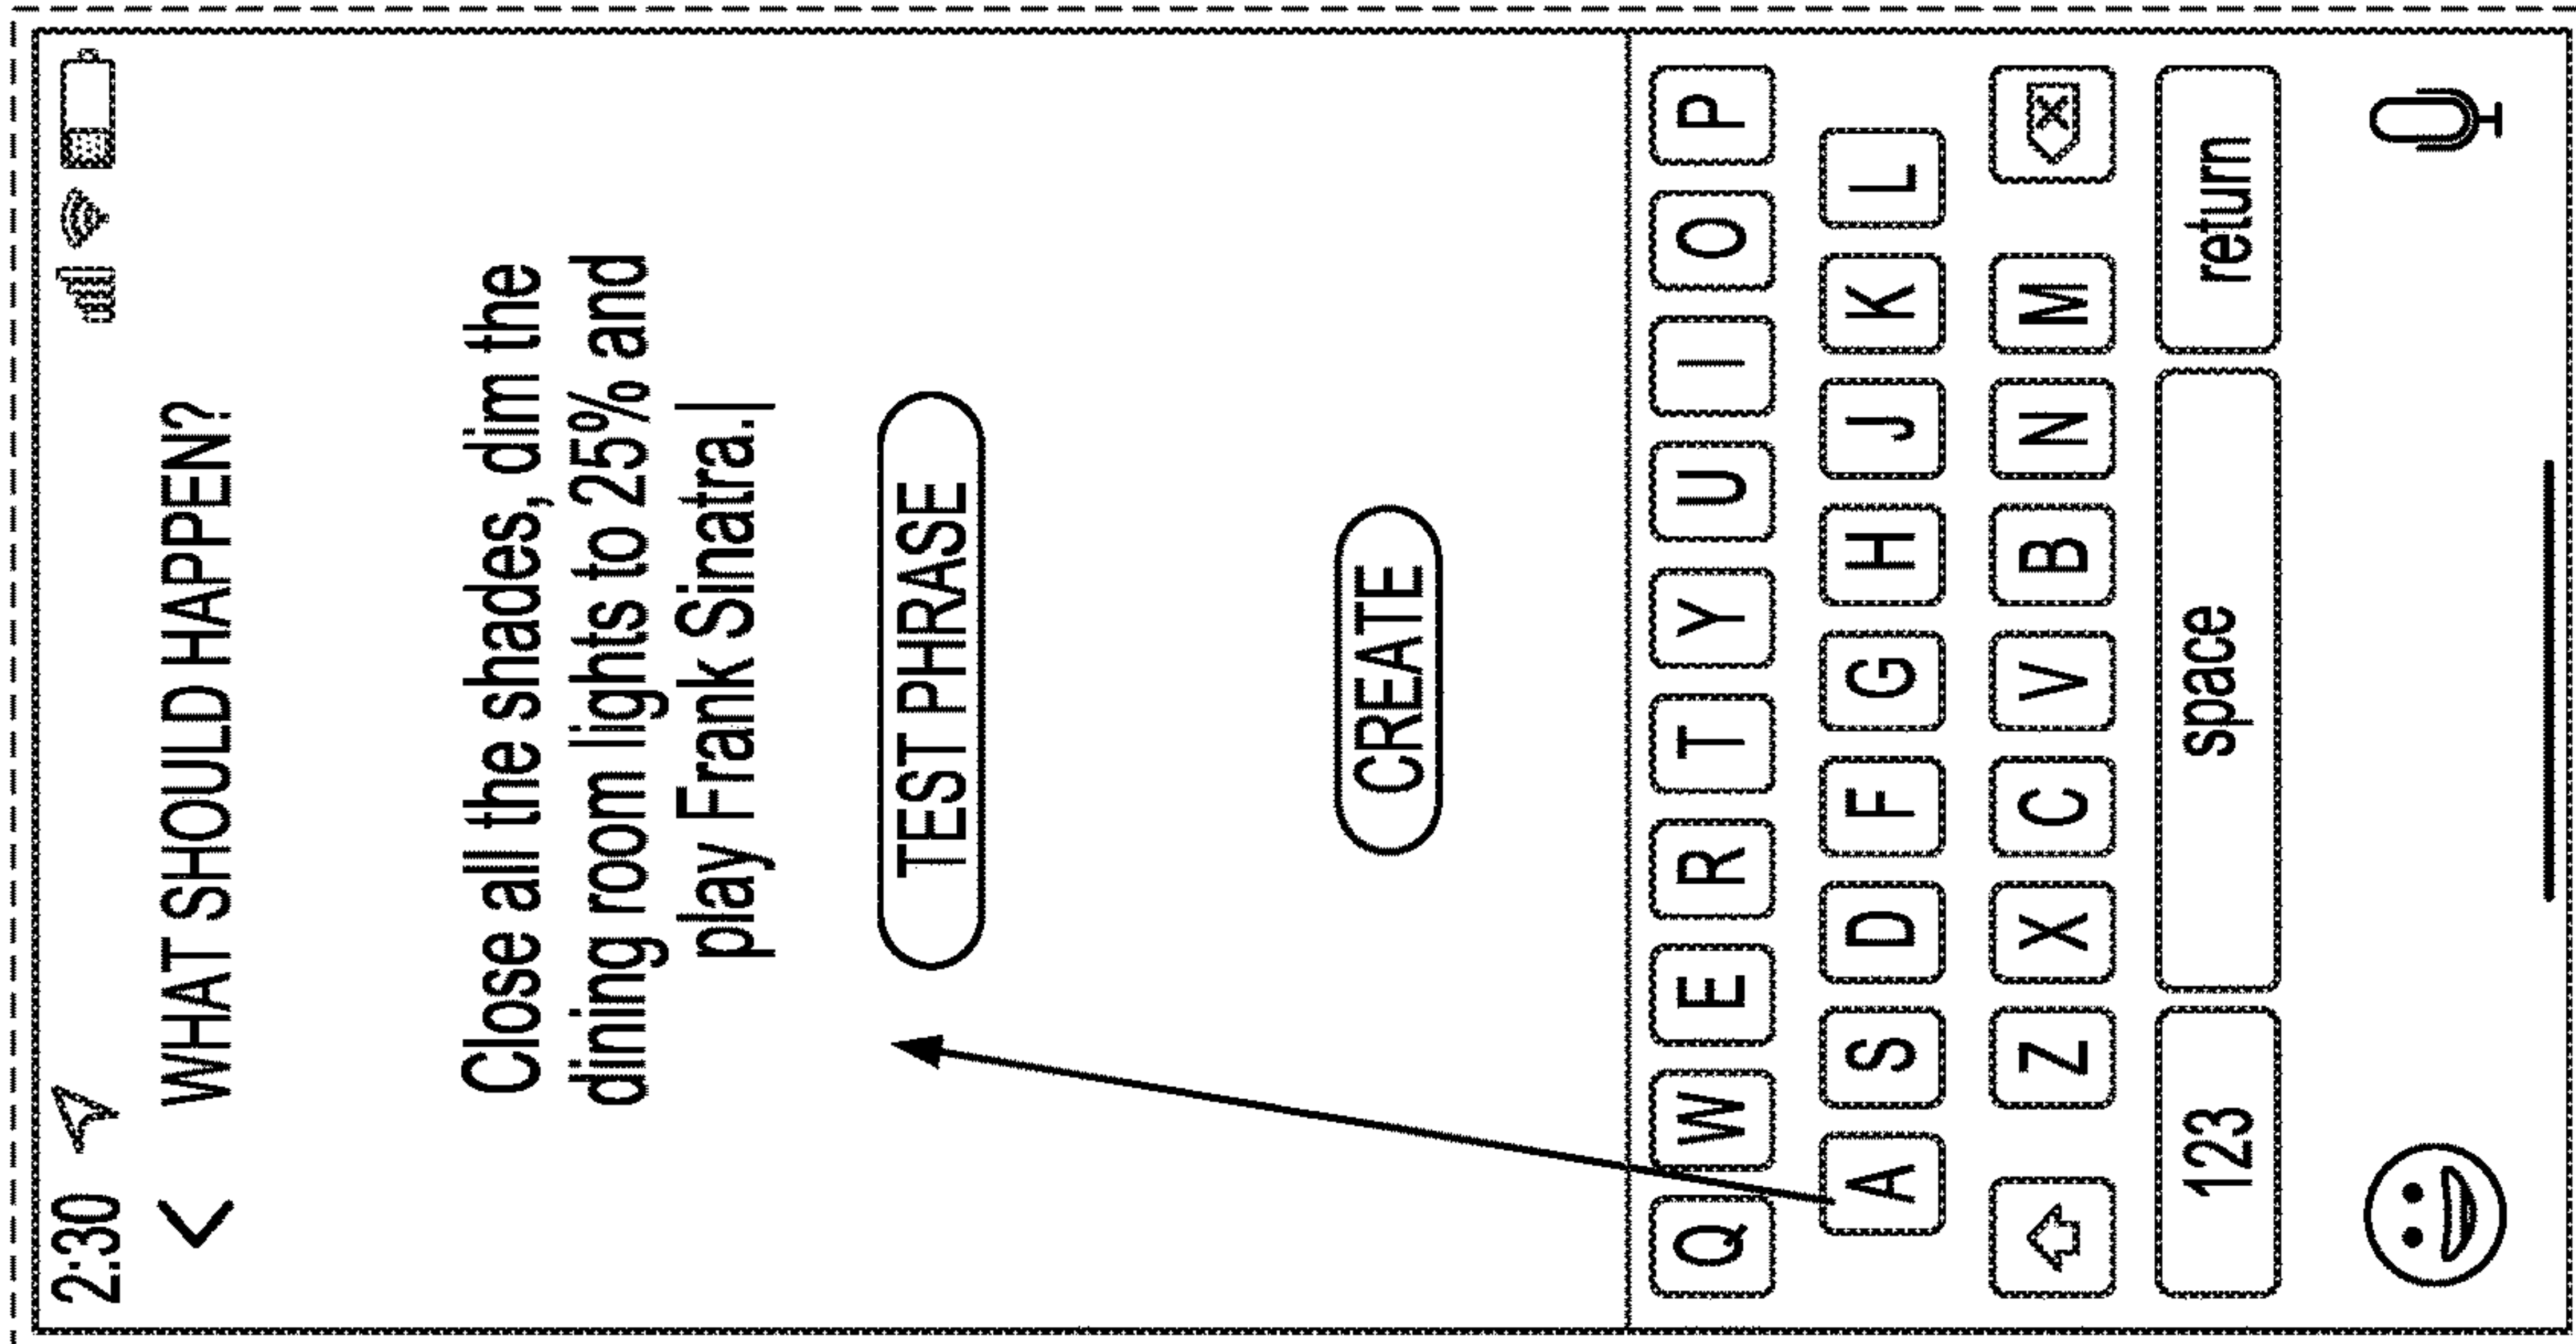 2:30
WHAT SHOULD HAPPEN?
Close all the shades, dim the
dining room lights to 25% and
play Frank Sinatra.
TEST PHRASE
CREATE
Q W E R T Y U I O P
A S D F G H J K L
Z X C V B N M
123 space return